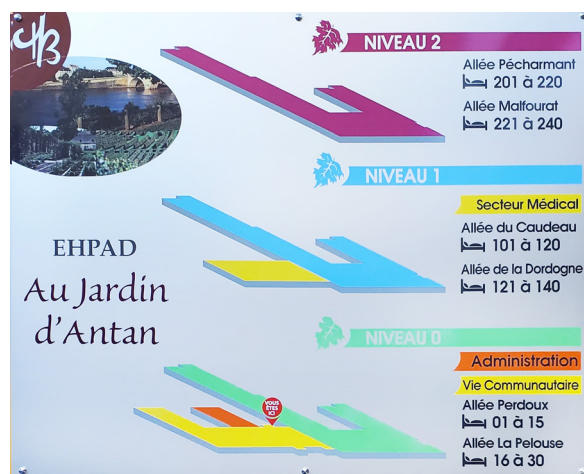 CHB
NIVEAU 2
Allée Pécharmant
201 à 220
Allée Malfourat
221 à 240
NIVEAU 1
Secteur Médical
Allée du Caudeau
101 à 120
Allée de la Dordogne
121 à 140
EHPAD
Au Jardin
d'Antan
NIVEAU 0
Administration
Vie Communautaire
VOUS
ÊTES
ICI
Allée Perdoux
01 à 15
Allée La Pelouse
16 à 30